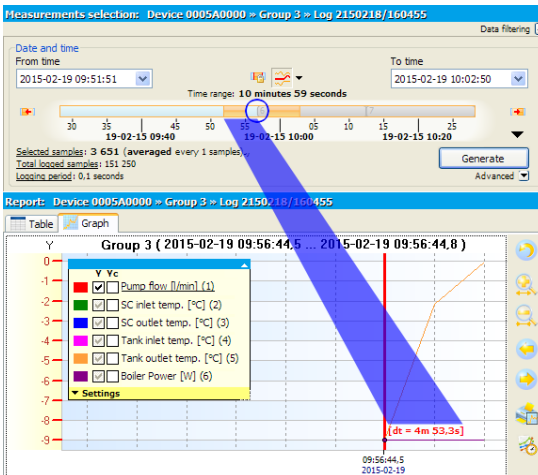 Measurements selection: Device 0005A0000 » Group 3 » Log 2150218/160455
Data filtering
Date and time
From time
To time
2015-02-19 09:51:51
2015-02-19 10:02:50
Time range: 10 minutes 59 seconds
6 7
30 35 45 50 55 05 10 15 25
19-02-15 09:40 19-02-15 10:00 19-02-15 10:20
Selected samples: 3 651 (averaged every 1 samples)
Total logged samples: 151 250
Logging period: 0,1 seconds
Generate
Advanced
Report: Device 0005A0000 » Group 3 » Log 2150218/160455
Table Graph
Y Group 3 ( 2015-02-19 09:56:44,5 ... 2015-02-19 09:56:44,8 )
0
-1
-2
-3
-4
-5
-6
-7
-8
-9
Y Yc
Pump flow [l/min] (1)
SC inlet temp. [°C] (2)
SC outlet temp. [°C] (3)
Tank inlet temp. [°C] (4)
Tank outlet temp. [°C] (5)
Boiler Power [W] (6)
Settings
[dt = 4m 53,3s]
09:56:44,5
2015-02-19